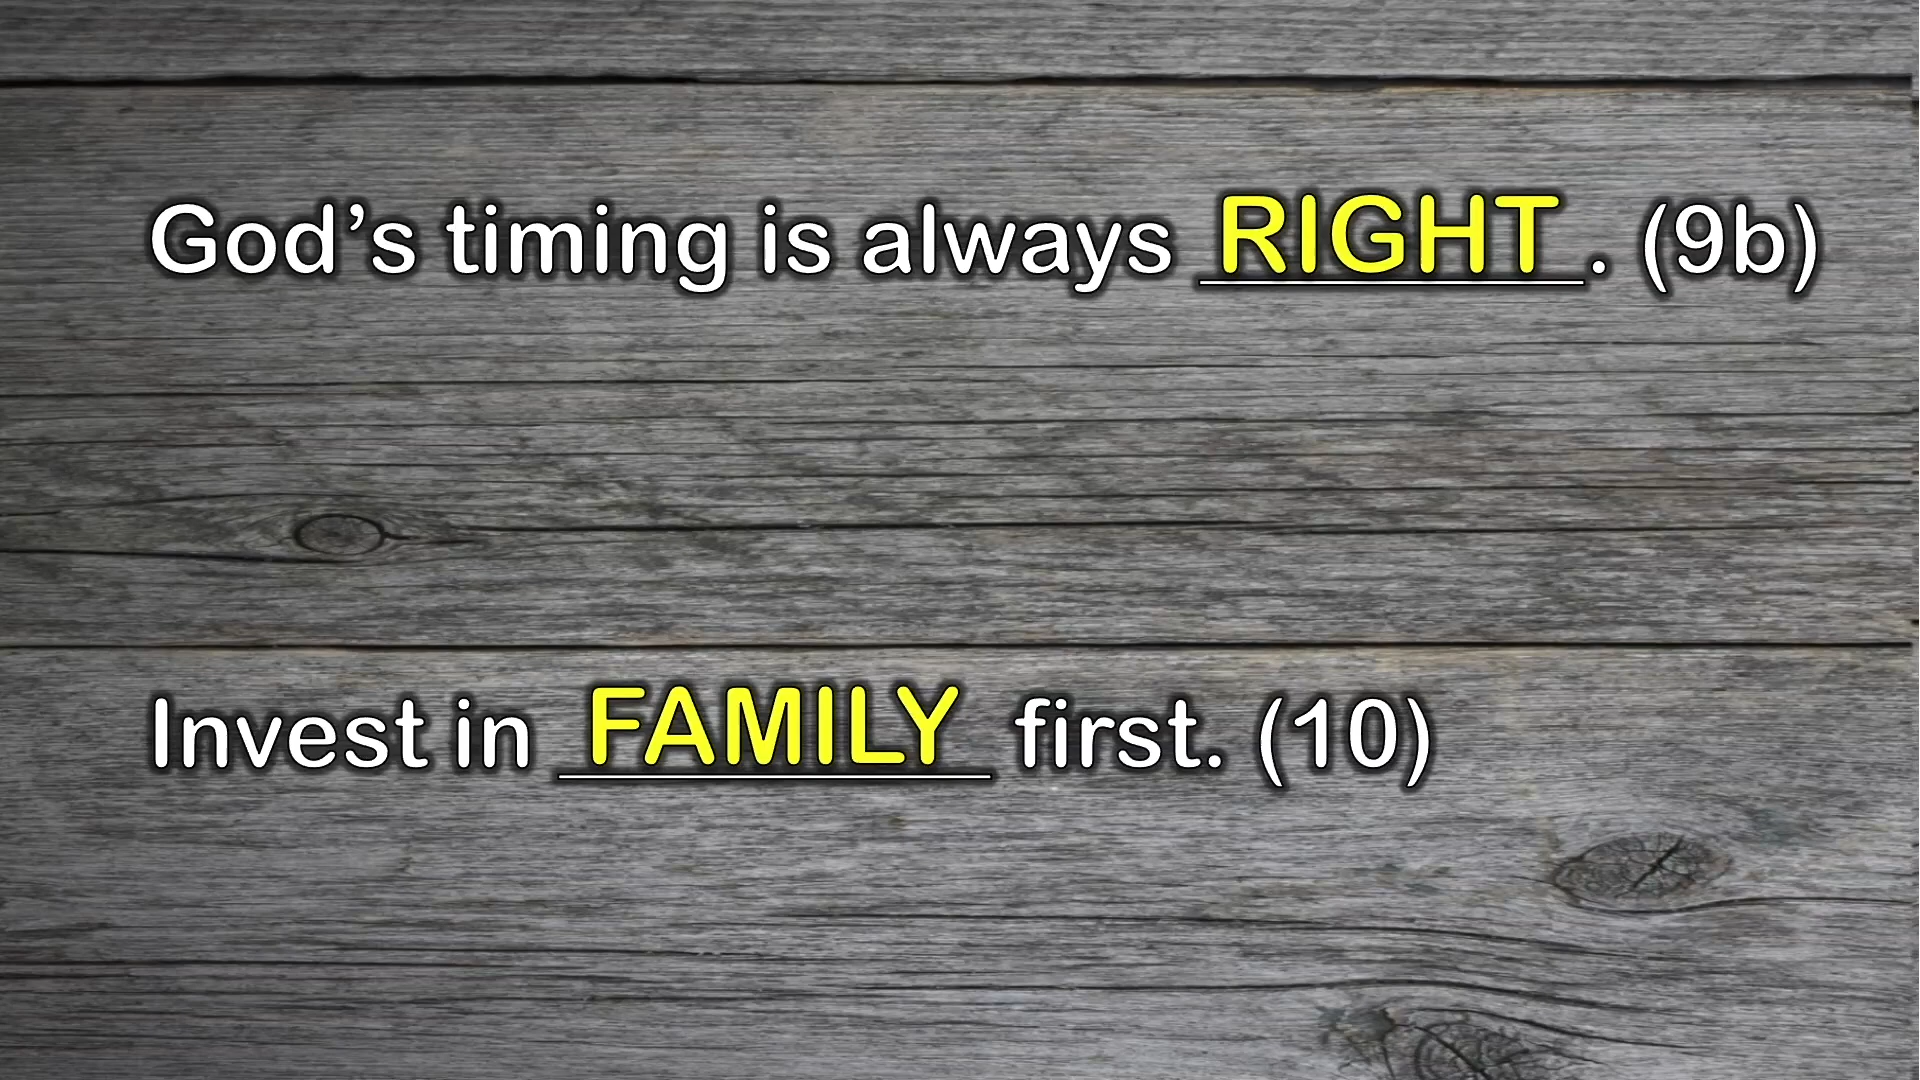 God’s timing is always RIGHT. (9b)
Invest in FAMILY first. (10)